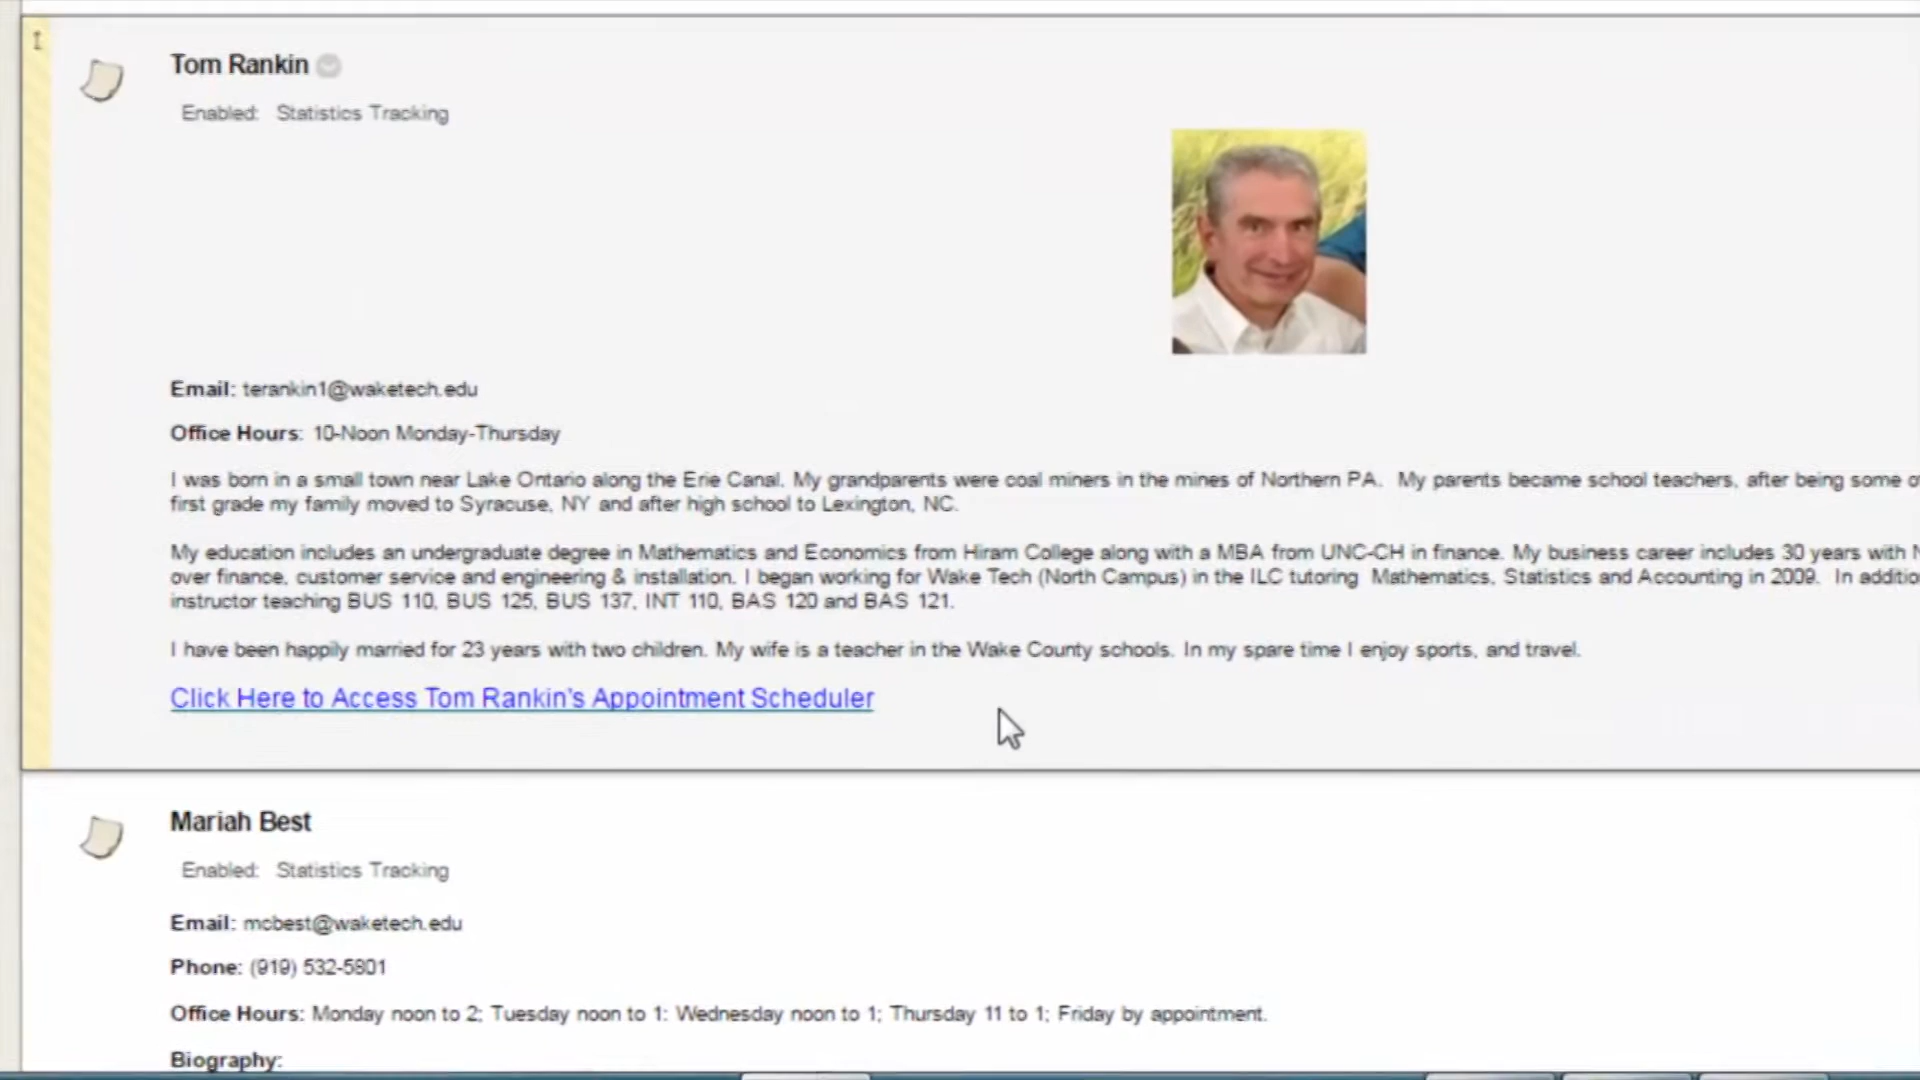 Tom Rankin
Enabled: Statistics Tracking
Email: terankin1@waketech.edu
Office Hours: 10-Noon Monday-Thursday
I was born in a small town near Lake Ontario along the Erie Canal. My grandparents were coal miners in the mines of Northern PA. My parents became school teachers, after being some
first grade my family moved to Syracuse, NY and after high school to Lexington, NC.
My education includes an undergraduate degree in Mathematics and Economics from Hiram College along with a MBA from UNC-CH in finance. My business career includes 30 years with
over finance, customer service and engineering & installation. I began working for Wake Tech (North Campus) in the ILC tutoring Mathematics, Statistics and Accounting in 2009. In
instructor teaching BUS 110, BUS 125, BUS 137, INT 110, BAS 120 and BAS 121.
I have been happily married for 23 years with two children. My wife is a teacher in the Wake County schools. In my spare time I enjoy sports, and travel.
Click Here to Access Tom Rankin's Appointment Scheduler
Mariah Best
Enabled: Statistics Tracking
Email: mcbest@waketech.edu
Phone: (919) 532-5801
Office Hours: Monday noon to 2; Tuesday noon to 1: Wednesday noon to 1; Thursday 11 to 1; Friday by appointment.
Biography: